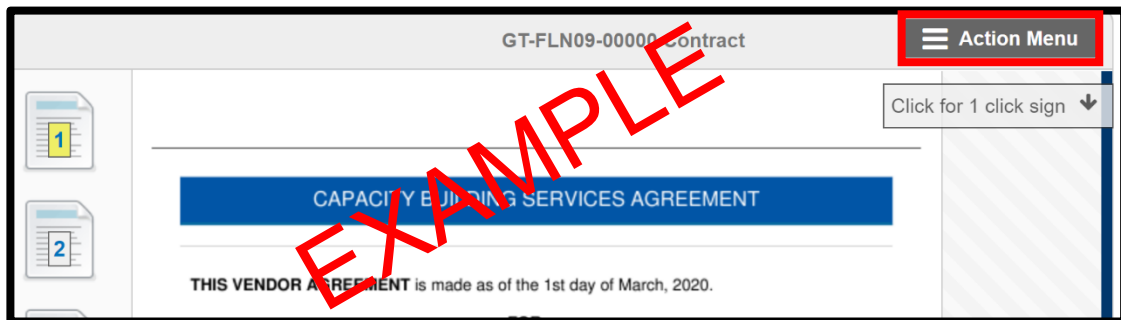 GT-FLN09-00000 Contract
Action Menu
Click for 1 click sign
1
CAPACITY BUILDING SERVICES AGREEMENT
2
THIS VENDOR AGREEMENT is made as of the 1st day of March, 2020.
EXAMPLE